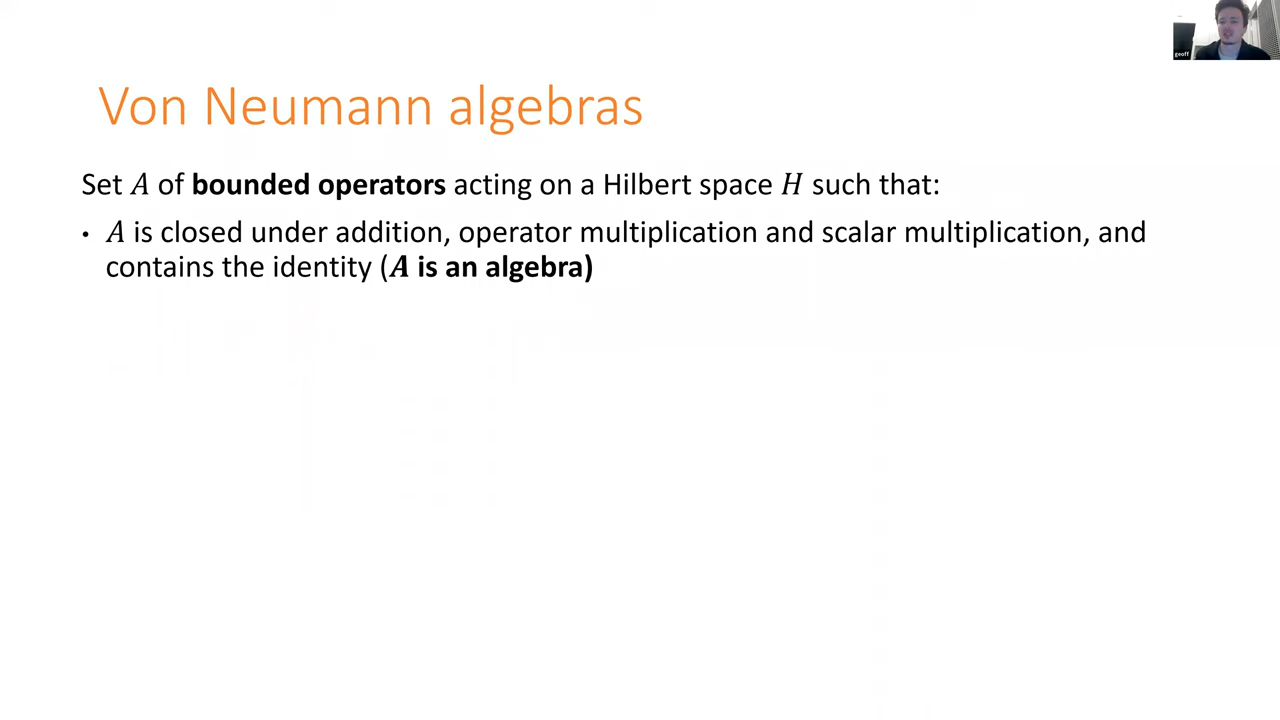 geoff
Von Neumann algebras
Set A of bounded operators acting on a Hilbert space H such that:
• A is closed under addition, operator multiplication and scalar multiplication, and
contains the identity (A is an algebra)